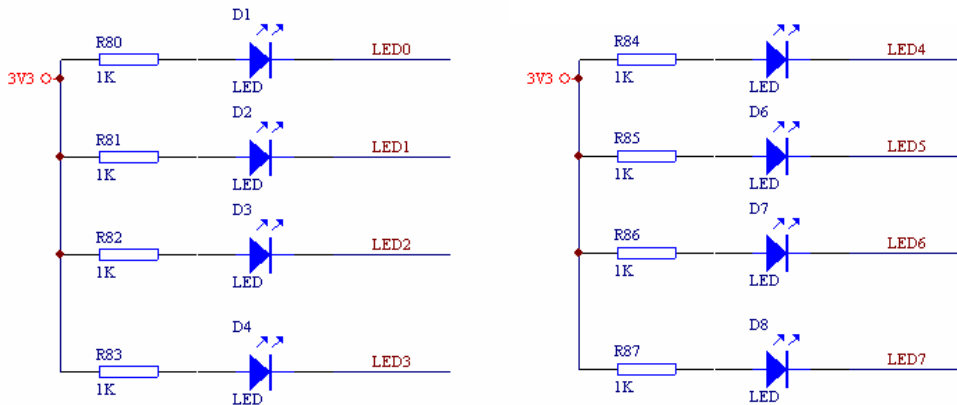 D1
R80
LED0
3V3
1K
LED
D2
R81
LED1
1K
LED
D3
R82
LED2
1K
LED
D4
R83
LED3
1K
LED
R84
LED4
3V3
1K
LED
D6
R85
LED5
1K
LED
D7
R86
LED6
1K
LED
D8
R87
LED7
1K
LED